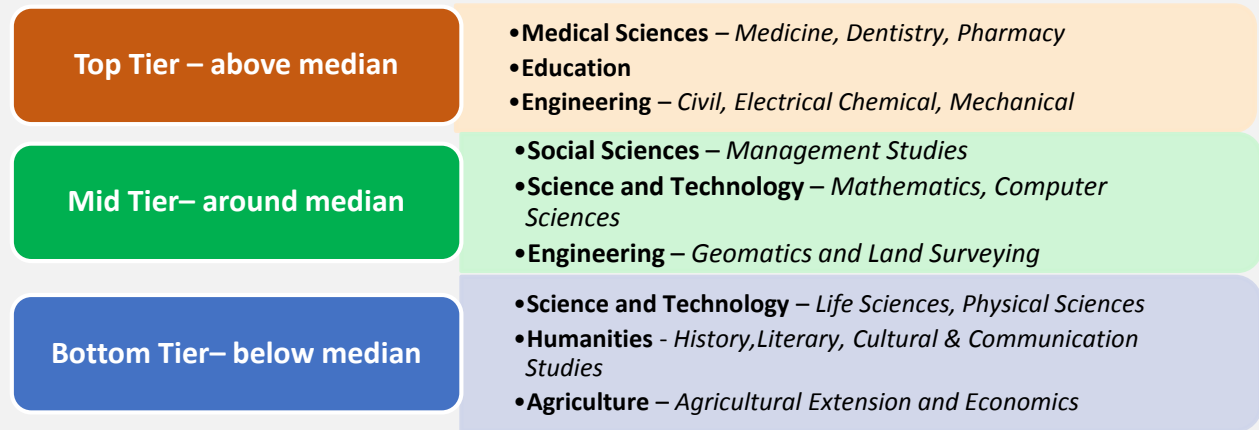 Top Tier – above median
•Medical Sciences – Medicine, Dentistry, Pharmacy
•Education
•Engineering – Civil, Electrical Chemical, Mechanical
Mid Tier– around median
•Social Sciences – Management Studies
•Science and Technology – Mathematics, Computer
Sciences
•Engineering – Geomatics and Land Surveying
Bottom Tier– below median
•Science and Technology – Life Sciences, Physical Sciences
•Humanities - History,Literary, Cultural & Communication
Studies
•Agriculture – Agricultural Extension and Economics